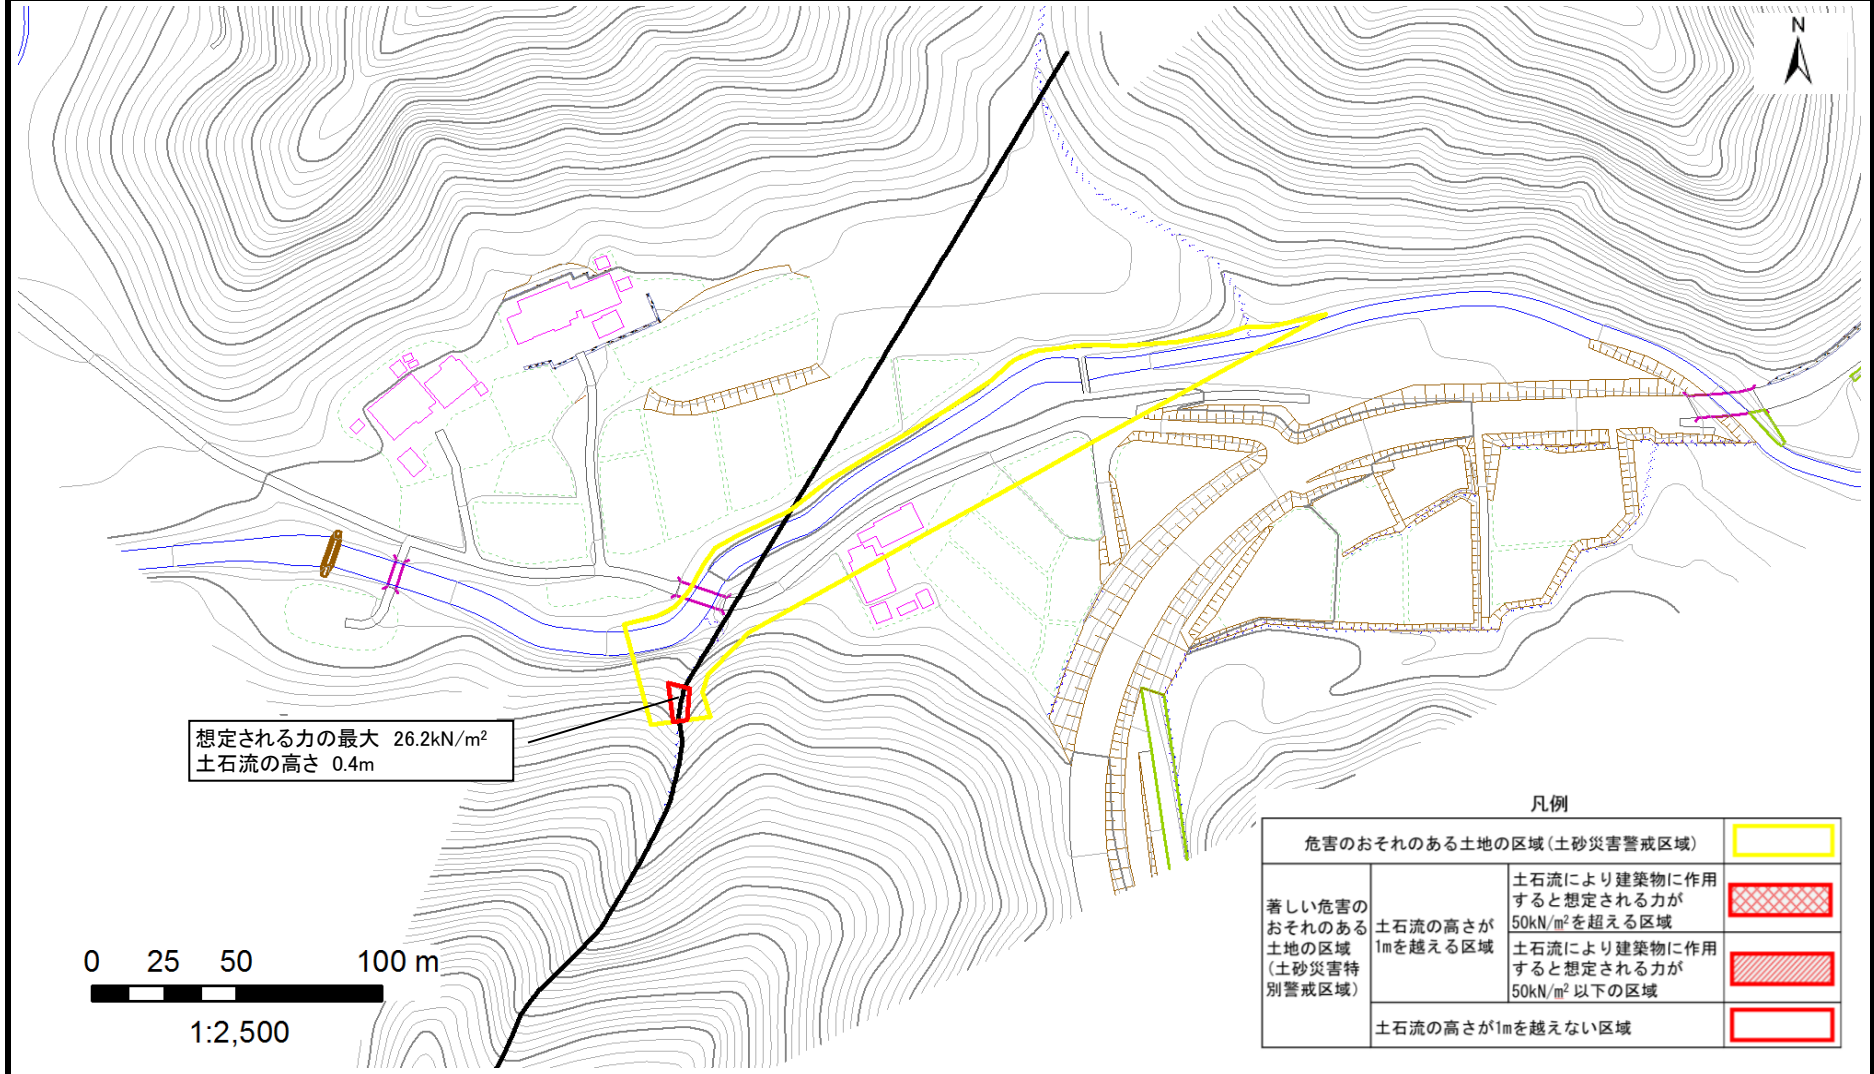 N
想定される力の最大 26.2kN/m²
土石流の高さ 0.4m
0 25 50 100 m
1:2,500
凡例
危害のおそれのある土地の区域(土砂災害警戒区域)
著しい危害の
おそれのある
土地の区域
(土砂災害特
別警戒区域)
土石流の高さが
1mを越える区域
土石流により建築物に作用
すると想定される力が
50kN/㎡を超える区域
土石流により建築物に作用
すると想定される力が
50kN/㎡以下の区域
土石流の高さが1mを越えない区域